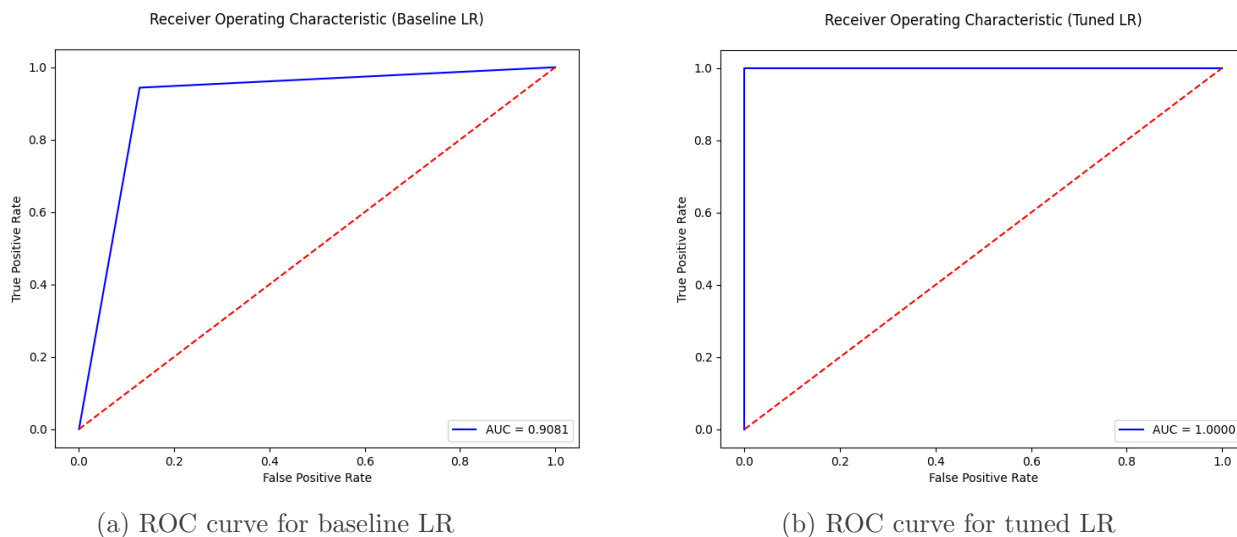 Receiver Operating Characteristic (Baseline LR)
1.0
0.8
0.6
0.4
0.2
0.0
True Positive Rate
0.0 0.2 0.4 0.6 0.8 1.0
False Positive Rate
AUC = 0.9081
(a) ROC curve for baseline LR
Receiver Operating Characteristic (Tuned LR)
1.0
0.8
0.6
0.4
0.2
0.0
True Positive Rate
0.0 0.2 0.4 0.6 0.8 1.0
False Positive Rate
AUC = 1.0000
(b) ROC curve for tuned LR